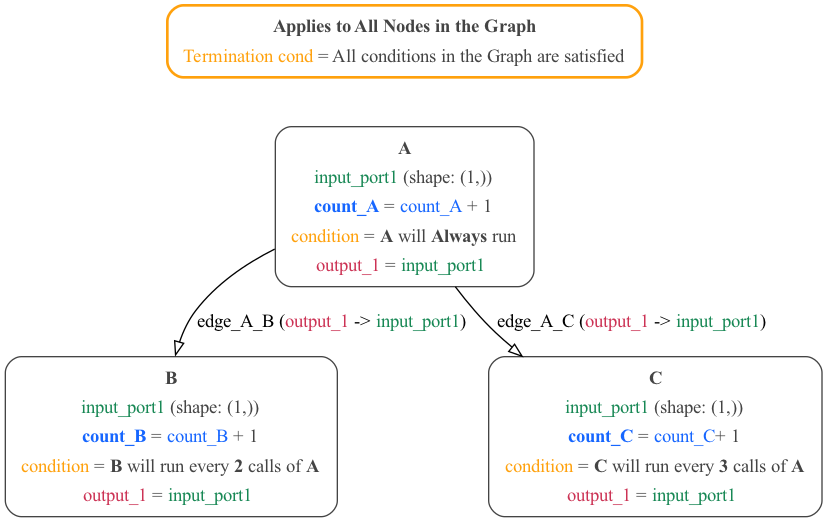 Applies to All Nodes in the Graph
Termination cond = All conditions in the Graph are satisfied
A
input_port1 (shape: (1,))
count_A = count_A + 1
condition = A will Always run
output_1 = input_port1
edge_A_B (output_1 -> input_port1)
edge_A_C (output_1 -> input_port1)
B
input_port1 (shape: (1,))
count_B = count_B + 1
condition = B will run every 2 calls of A
output_1 = input_port1
C
input_port1 (shape: (1,))
count_C = count_C+ 1
condition = C will run every 3 calls of A
output_1 = input_port1